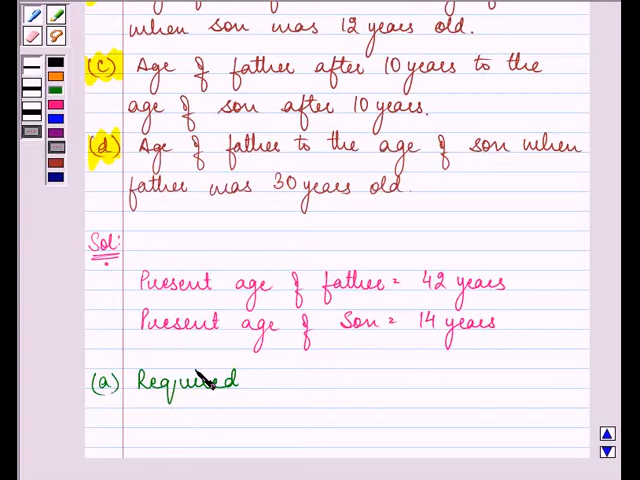 when son was 12 years old.
(c) Age of father after 10 years to the
age of son after 10 years.
(d) Age of father to the age of son when
father was 30 years old.
Sol:
Present age of father = 42 years
Present age of son = 14 years
(a) Required